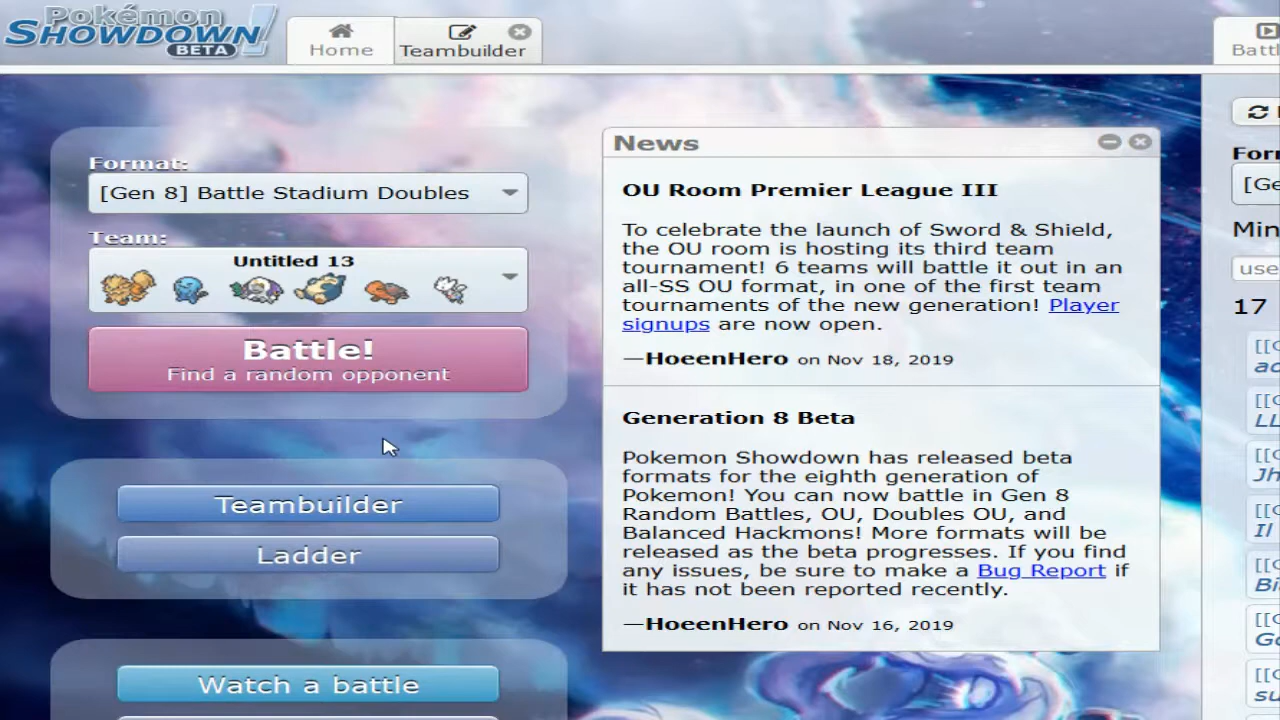 Pokémon
SHOWDOWN!
BETA
Home
Teambuilder
Format:
[Gen 8] Battle Stadium Doubles
Team:
Untitled 13
Battle!
Find a random opponent
Teambuilder
Ladder
Watch a battle
News
OU Room Premier League III
To celebrate the launch of Sword & Shield,
the OU room is hosting its third team
tournament! 6 teams will battle it out in an
all-SS OU format, in one of the first team
tournaments of the new generation! Player
signups are now open.
—HoeenHero on Nov 18, 2019
Generation 8 Beta
Pokemon Showdown has released beta
formats for the eighth generation of
Pokemon! You can now battle in Gen 8
Random Battles, OU, Doubles OU, and
Balanced Hackmons! More formats will be
released as the beta progresses. If you find
any issues, be sure to make a Bug Report if
it has not been reported recently.
—HoeenHero on Nov 16, 2019
17